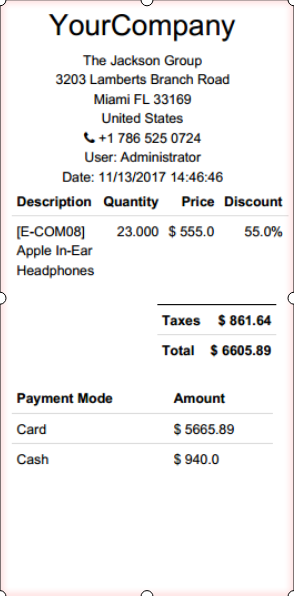 YourCompany
The Jackson Group
3203 Lamberts Branch Road
Miami FL 33169
United States
+1 786 525 0724
User: Administrator
Date: 11/13/2017 14:46:46
Description Quantity Price Discount
[E-COM08] 23.000 $ 555.0 55.0%
Apple In-Ear
Headphones
Taxes $ 861.64
Total $ 6605.89
Payment Mode Amount
Card $ 5665.89
Cash $ 940.0